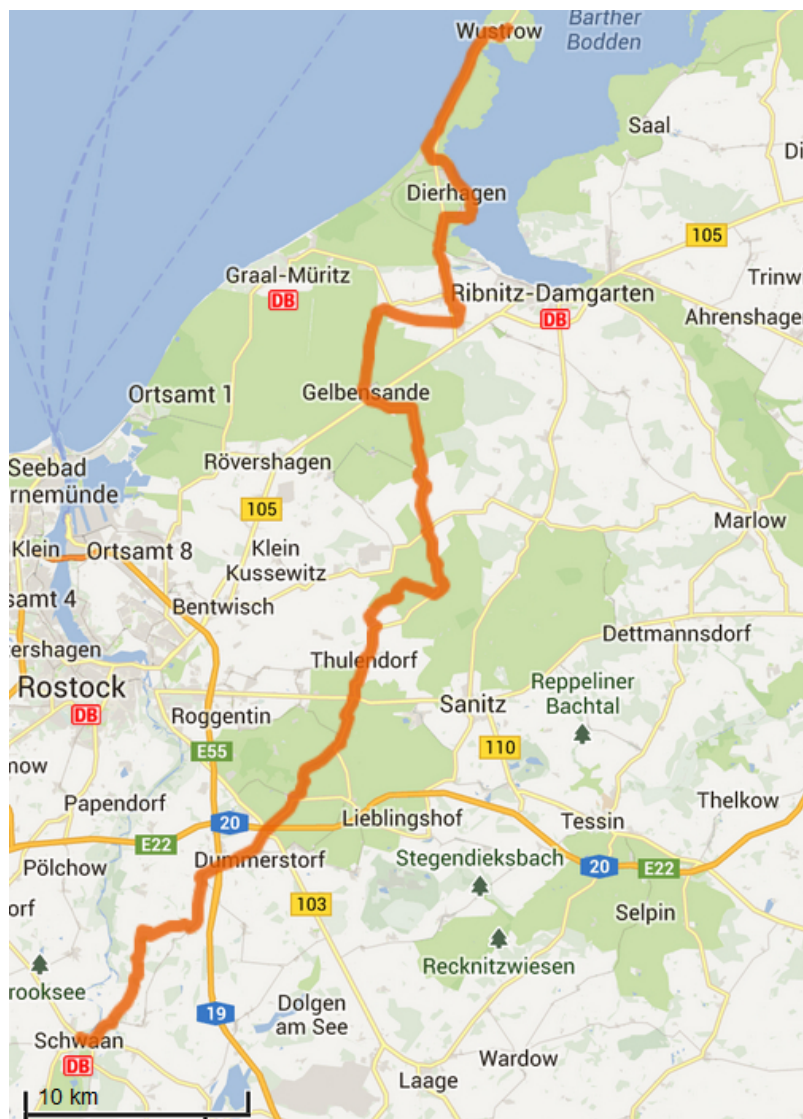 Wustrow
Barther
Bodden
Saal
Di
Dierhagen
105
Graal-Müritz
DB
Ribnitz-Damgarten
DB
Trinw
Ahrenshage
Ortsamt 1
Gelbensande
Seebad
ernemünde
Rövershagen
105
Marlow
Klein
Ortsamt 8
Klein
Kussewitz
samt 4
Bentwisch
tershagen
Thulendorf
Dettmannsdorf
Rostock
DB
Roggentin
Sanitz
Reppeliner
Bachtal
E55
110
mow
Papendorf
20
Lieblingshof
Tessin
Thelkow
E22
Pölchow
Dummerstorf
Stegendieksbach
20
E22
orf
103
Selpin
Recknitzwiesen
rooksee
19
Dolgen
am See
Schwaan
DB
Wardow
Laage
10 km